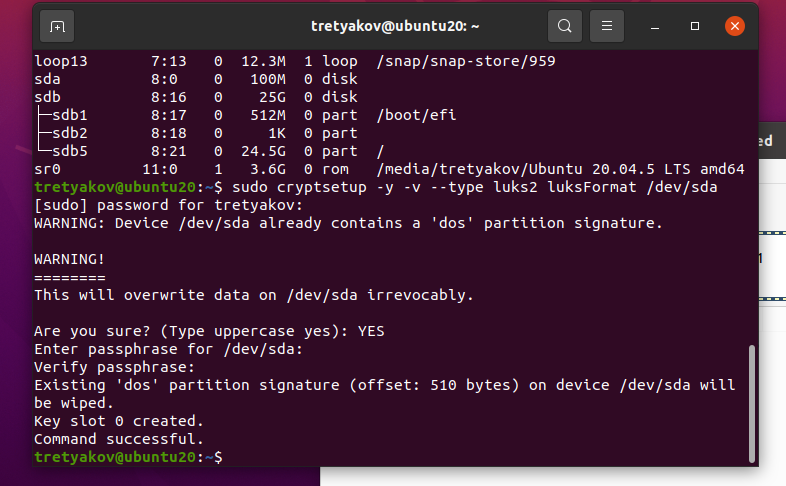 tretyakov@ubuntu20: ~
loop13       7:13   0  12.3M  1 loop  /snap/snap-store/959
sda          8:0    0   100M  0 disk
sdb          8:16   0    25G  0 disk
├─sdb1       8:17   0   512M  0 part  /boot/efi
├─sdb2       8:18   0     1K  0 part
└─sdb5       8:21   0  24.5G  0 part  /
sr0         11:0    1   3.6G  0 rom   /media/tretyakov/Ubuntu 20.04.5 LTS amd64
tretyakov@ubuntu20:~$ sudo cryptsetup -y -v --type luks2 luksFormat /dev/sda
[sudo] password for tretyakov:
WARNING: Device /dev/sda already contains a 'dos' partition signature.
WARNING!
========
This will overwrite data on /dev/sda irrevocably.
Are you sure? (Type uppercase yes): YES
Enter passphrase for /dev/sda:
Verify passphrase:
Existing 'dos' partition signature (offset: 510 bytes) on device /dev/sda will
be wiped.
Key slot 0 created.
Command successful.
tretyakov@ubuntu20:~$
ed
1